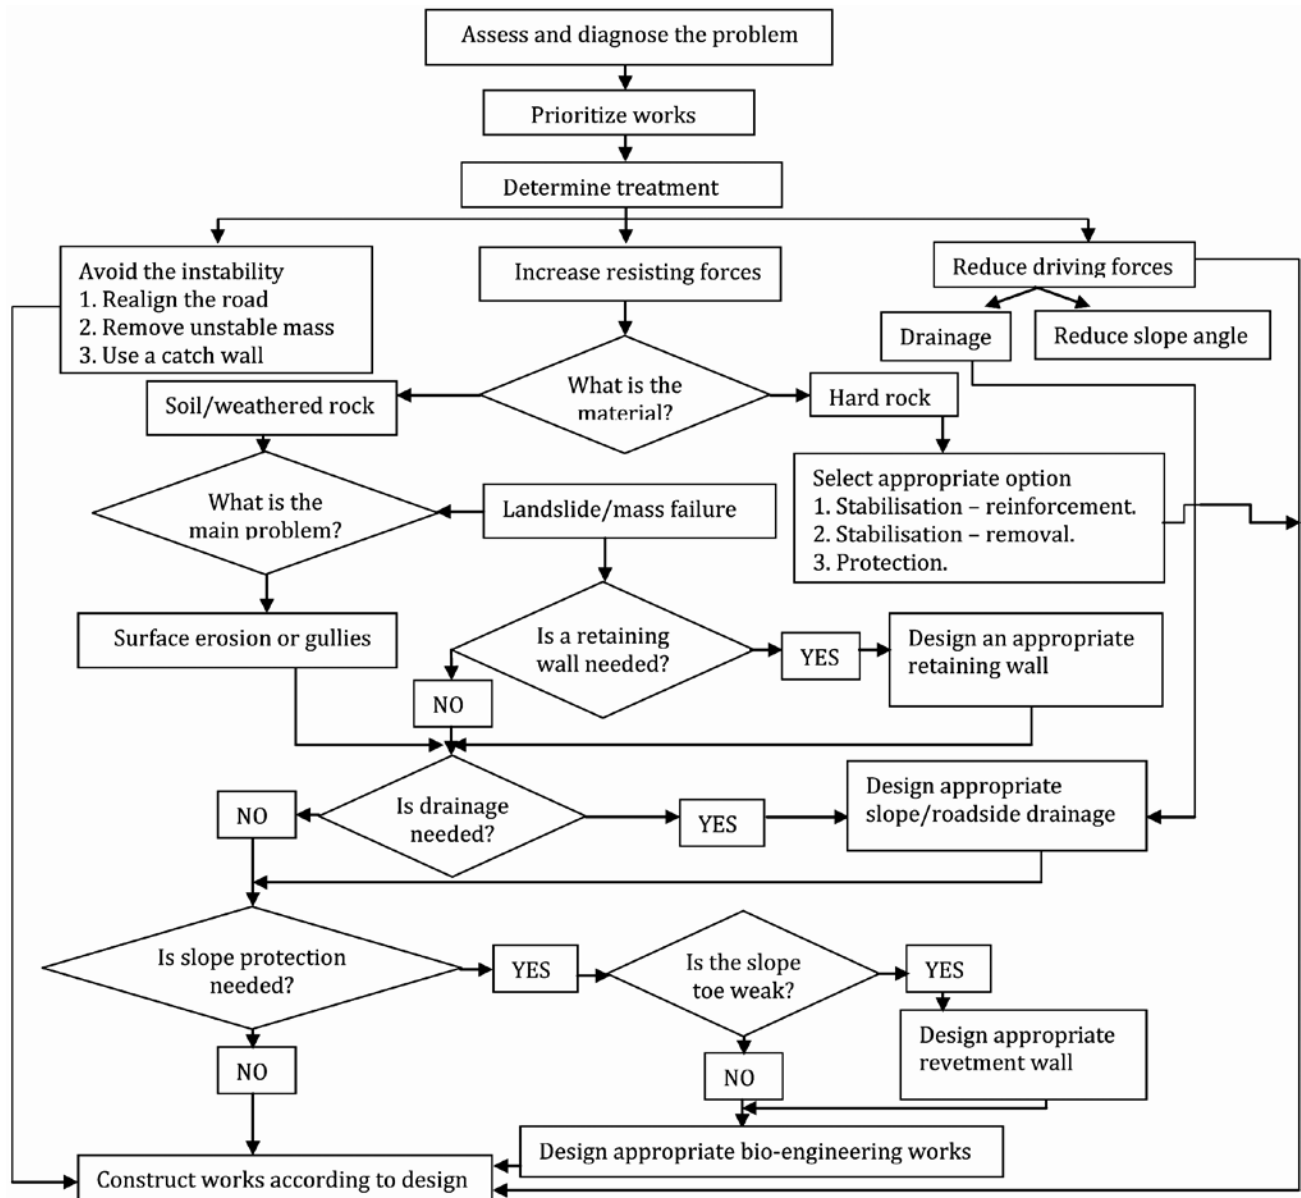 Assess and diagnose the problem
Prioritize works
Determine treatment
Avoid the instability
1. Realign the road
2. Remove unstable mass
3. Use a catch wall
Increase resisting forces
Reduce driving forces
Drainage
Reduce slope angle
Soil/weathered rock
What is the
material?
Hard rock
What is the
main problem?
Landslide/mass failure
Select appropriate option
1. Stabilisation – reinforcement.
2. Stabilisation – removal.
3. Protection.
Surface erosion or gullies
Is a retaining
wall needed?
YES
Design an appropriate
retaining wall
NO
NO
Is drainage
needed?
YES
Design appropriate
slope/roadside drainage
Is slope protection
needed?
YES
Is the slope
toe weak?
YES
NO
NO
Design appropriate
revetment wall
Design appropriate bio-engineering works
Construct works according to design